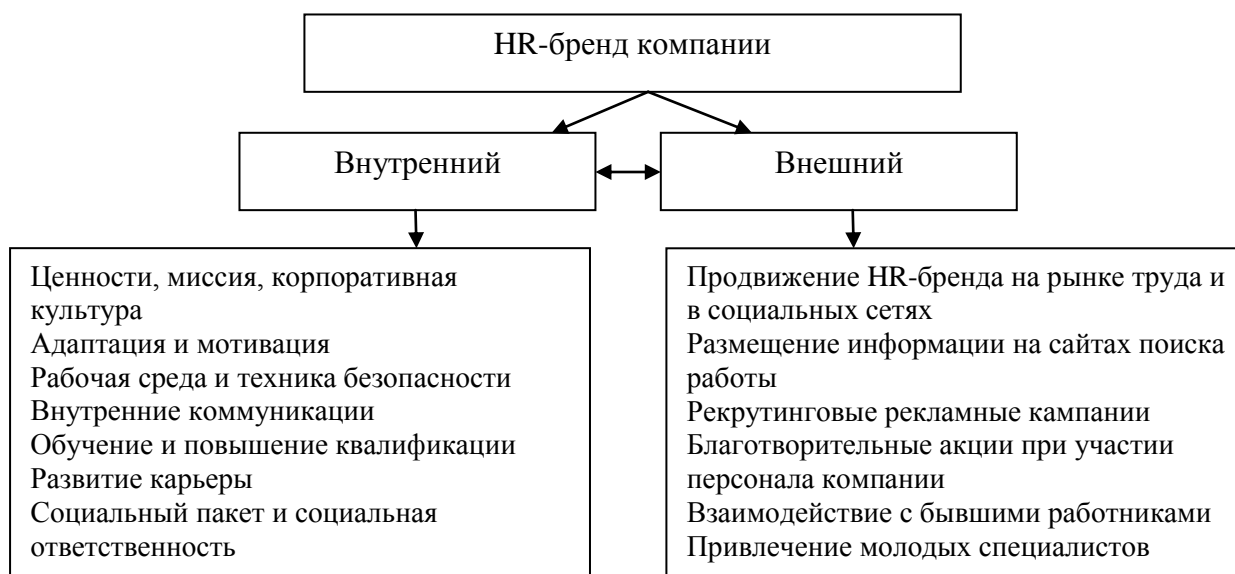 HR-бренд компании
Внутренний
Внешний
Ценности, миссия, корпоративная
культура
Адаптация и мотивация
Рабочая среда и техника безопасности
Внутренние коммуникации
Обучение и повышение квалификации
Развитие карьеры
Социальный пакет и социальная
ответственность
Продвижение HR-бренда на рынке труда и
в социальных сетях
Размещение информации на сайтах поиска
работы
Рекрутинговые рекламные кампании
Благотворительные акции при участии
персонала компании
Взаимодействие с бывшими работниками
Привлечение молодых специалистов